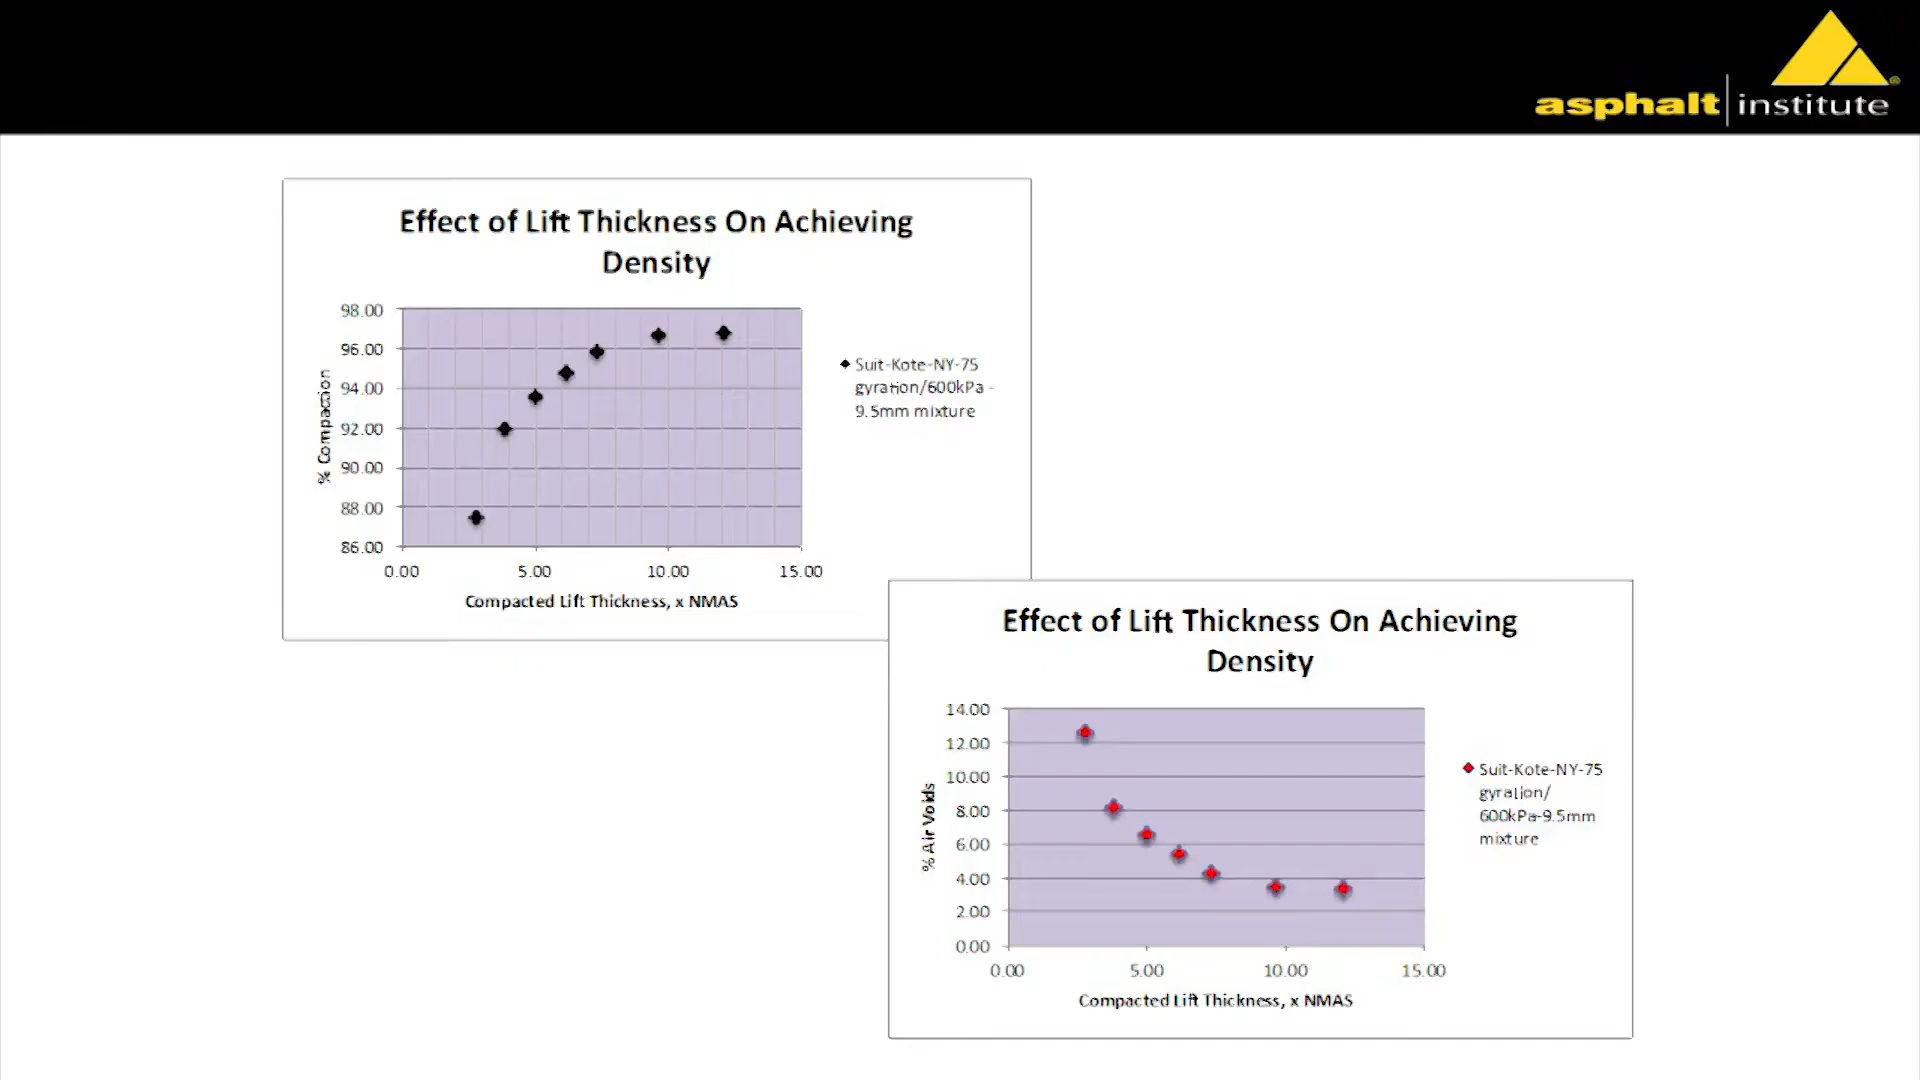 asphalt institute
Effect of Lift Thickness On Achieving
Density
98.00
96.00
94.00
92.00
90.00
88.00
86.00
% Compaction
0.00 5.00 10.00 15.00
Compacted Lift Thickness, x NMAS
Suit-Kote-NY-75
gyration/600kPa -
9.5mm mixture
Effect of Lift Thickness On Achieving
Density
14.00
12.00
10.00
8.00
6.00
4.00
2.00
0.00
% Air Voids
0.00 5.00 10.00 15.00
Compacted Lift Thickness, x NMAS
Suit-Kote-NY-75
gyration/
600kPa-9.5mm
mixture